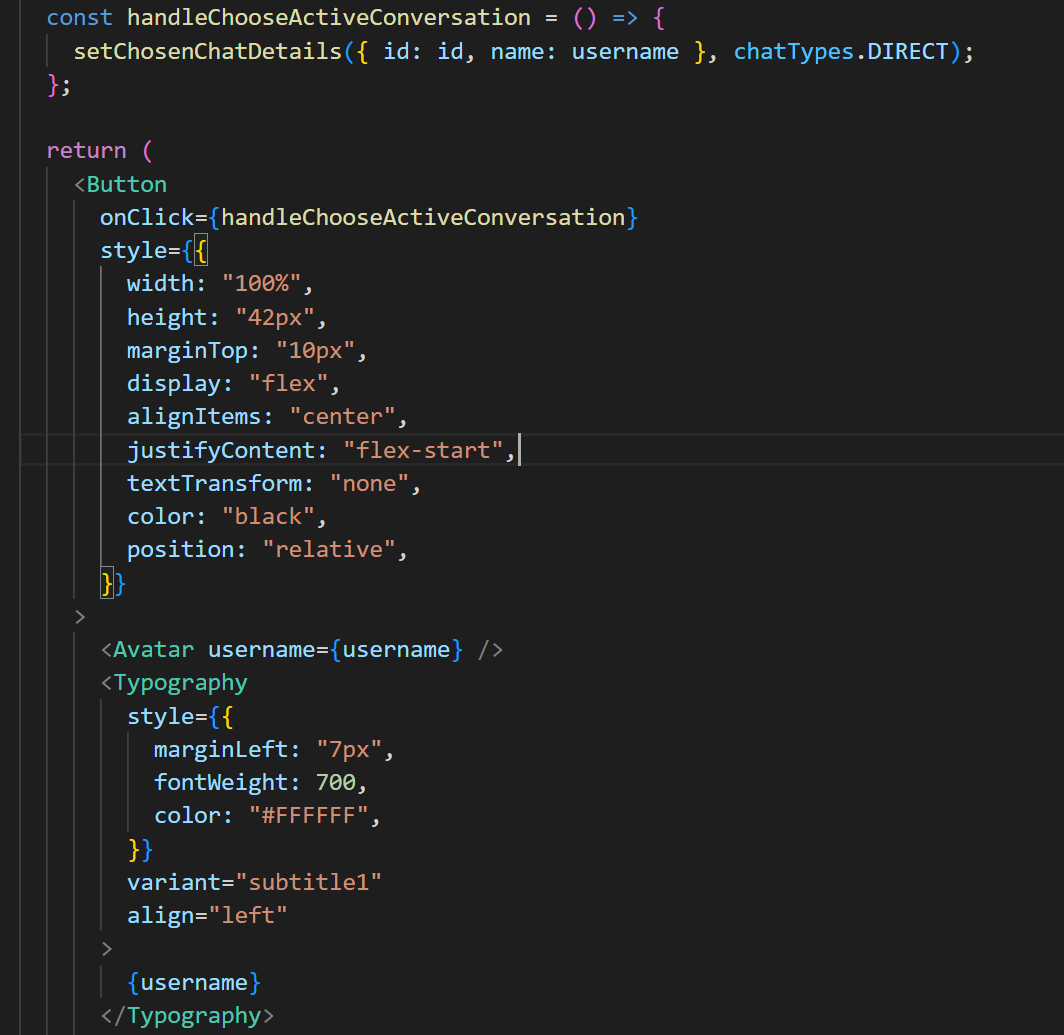 const handleChooseActiveConversation = () => {
  setChosenChatDetails({ id: id, name: username }, chatTypes.DIRECT);
};

return (
  <Button
    onClick={handleChooseActiveConversation}
    style={{
      width: "100%",
      height: "42px",
      marginTop: "10px",
      display: "flex",
      alignItems: "center",
      justifyContent: "flex-start",
      textTransform: "none",
      color: "black",
      position: "relative",
    }}
  >
    <Avatar username={username} />
    <Typography
      style={{
        marginLeft: "7px",
        fontWeight: 700,
        color: "#FFFFFF",
      }}
      variant="subtitle1"
      align="left"
    >
      {username}
    </Typography>